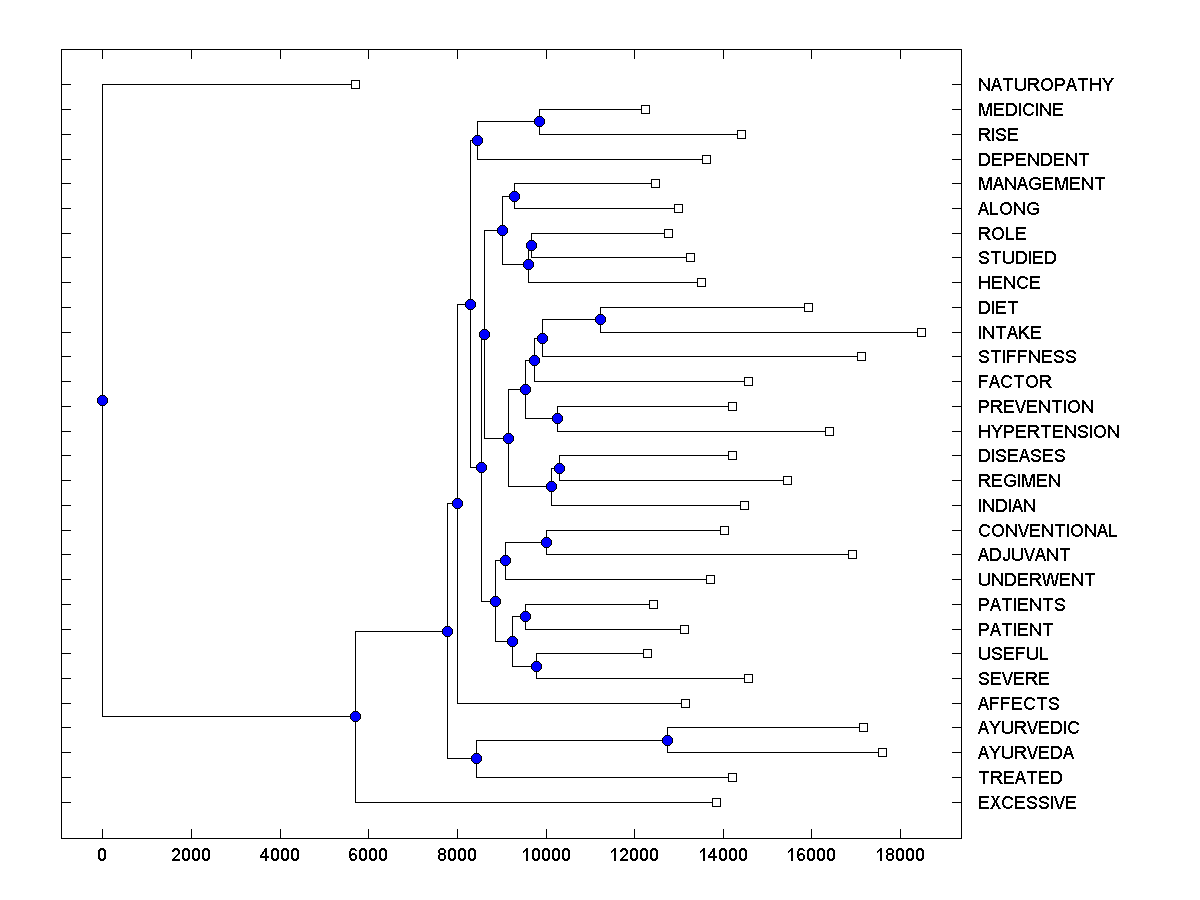 NATUROPATHY
MEDICINE
RISE
DEPENDENT
MANAGEMENT
ALONG
ROLE
STUDIED
HENCE
DIET
INTAKE
STIFFNESS
FACTOR
PREVENTION
HYPERTENSION
DISEASES
REGIMEN
INDIAN
CONVENTIONAL
ADJUVANT
UNDERWENT
PATIENTS
PATIENT
USEFUL
SEVERE
AFFECTS
AYURVEDIC
AYURVEDA
TREATED
EXCESSIVE
0 2000 4000 6000 8000 10000 12000 14000 16000 18000